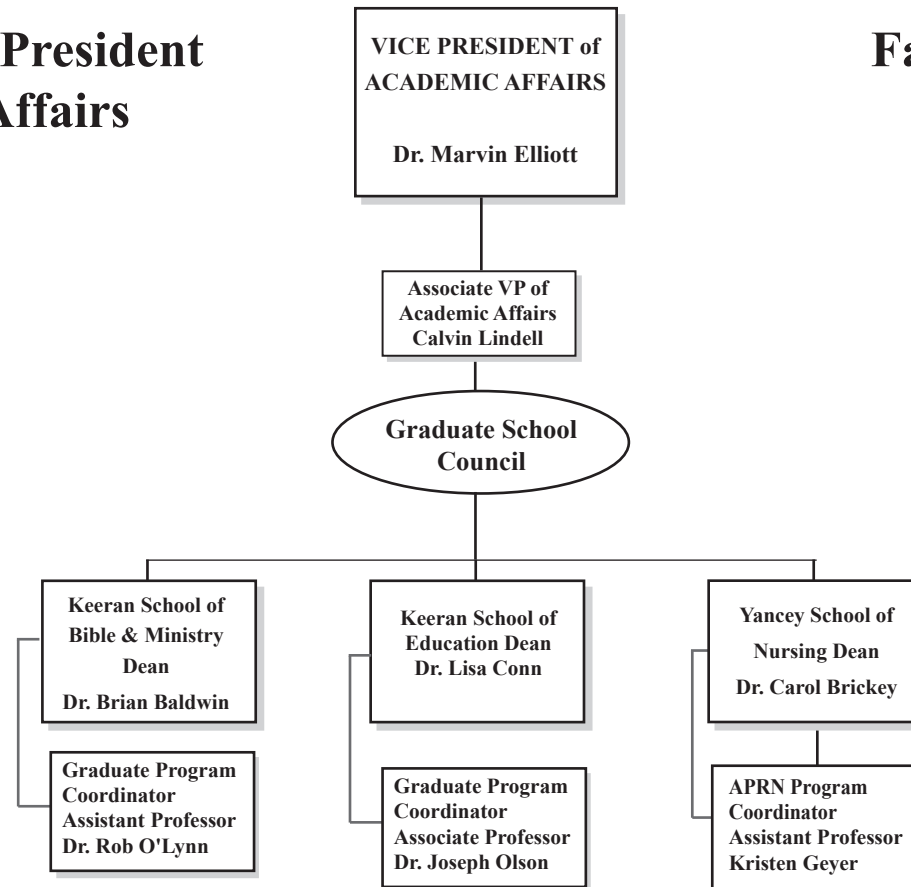 President
Affairs
Fa
VICE PRESIDENT of
ACADEMIC AFFAIRS
Dr. Marvin Elliott
Associate VP of
Academic Affairs
Calvin Lindell
Graduate School
Council
Keeran School of
Bible & Ministry
Dean
Dr. Brian Baldwin
Keeran School of
Education Dean
Dr. Lisa Conn
Yancey School of
Nursing Dean
Dr. Carol Brickey
Graduate Program
Coordinator
Assistant Professor
Dr. Rob O'Lynn
Graduate Program
Coordinator
Associate Professor
Dr. Joseph Olson
APRN Program
Coordinator
Assistant Professor
Kristen Geyer